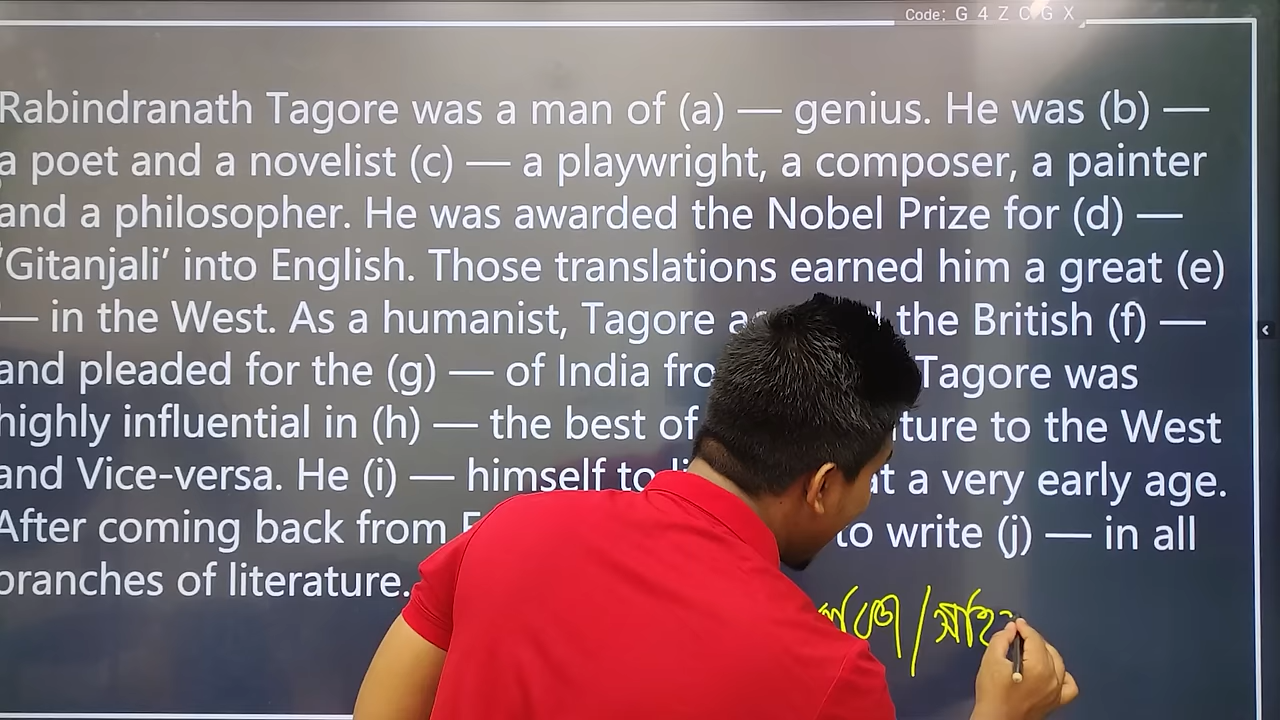 Code: G 4 Z C G X
Rabindranath Tagore was a man of (a) — genius. He was (b) —
a poet and a novelist (c) — a playwright, a composer, a painter
and a philosopher. He was awarded the Nobel Prize for (d) —
‘Gitanjali’ into English. Those translations earned him a great (e)
— in the West. As a humanist, Tagore the British (f) —
and pleaded for the (g) — of India Tagore was
highly influential in (h) — the best of to the West
and Vice-versa. He (i) — himself to at a very early age.
After coming back from to write (j) — in all
branches of literature.